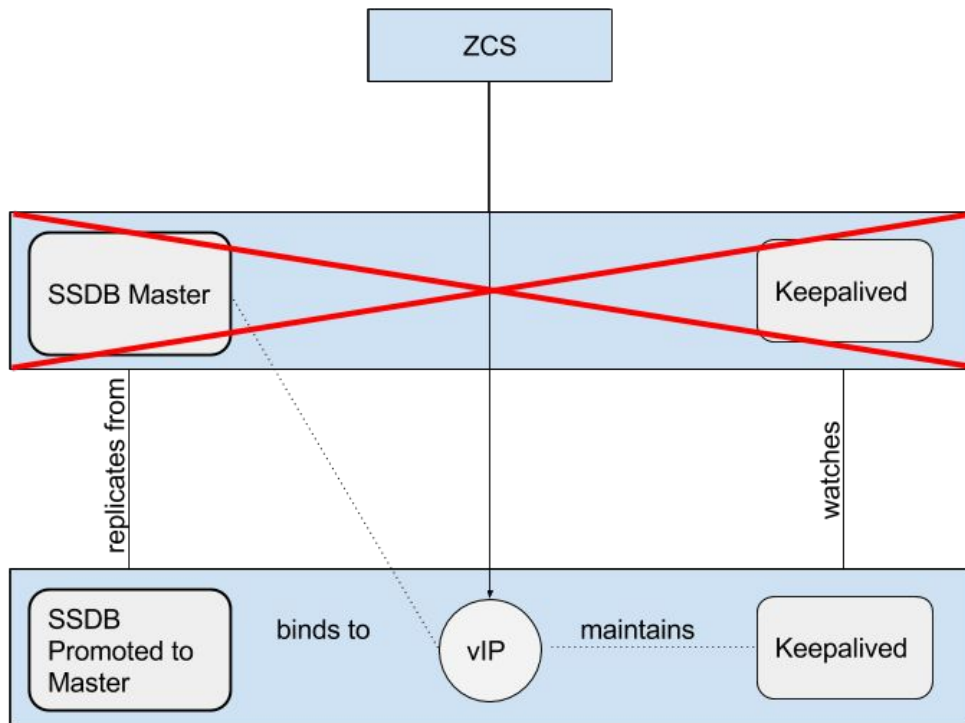 ZCS
SSDB Master
Keepalived
replicates from
watches
SSDB
Promoted to
Master
binds to
vIP
maintains
Keepalived